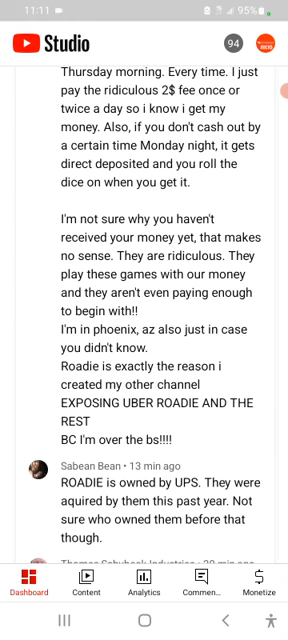 11:11
95%
Studio
94
Thursday morning. Every time. I just
pay the ridiculous 2$ fee once or
twice a day so i know i get my
money. Also, if you don't cash out by
a certain time Monday night, it gets
direct deposited and you roll the
dice on when you get it.
I'm not sure why you haven't
received your money yet, that makes
no sense. They are ridiculous. They
play these games with our money
and they aren't even paying enough
to begin with!!
I'm in phoenix, az also just in case
you didn't know.
Roadie is exactly the reason i
created my other channel
EXPOSING UBER ROADIE AND THE
REST
BC I'm over the bs!!!!
Sabean Bean • 13 min ago
ROADIE is owned by UPS. They were
aquired by them this past year. Not
sure who owned them before that
though.
Dashboard
Content
Analytics
Commen...
Monetize